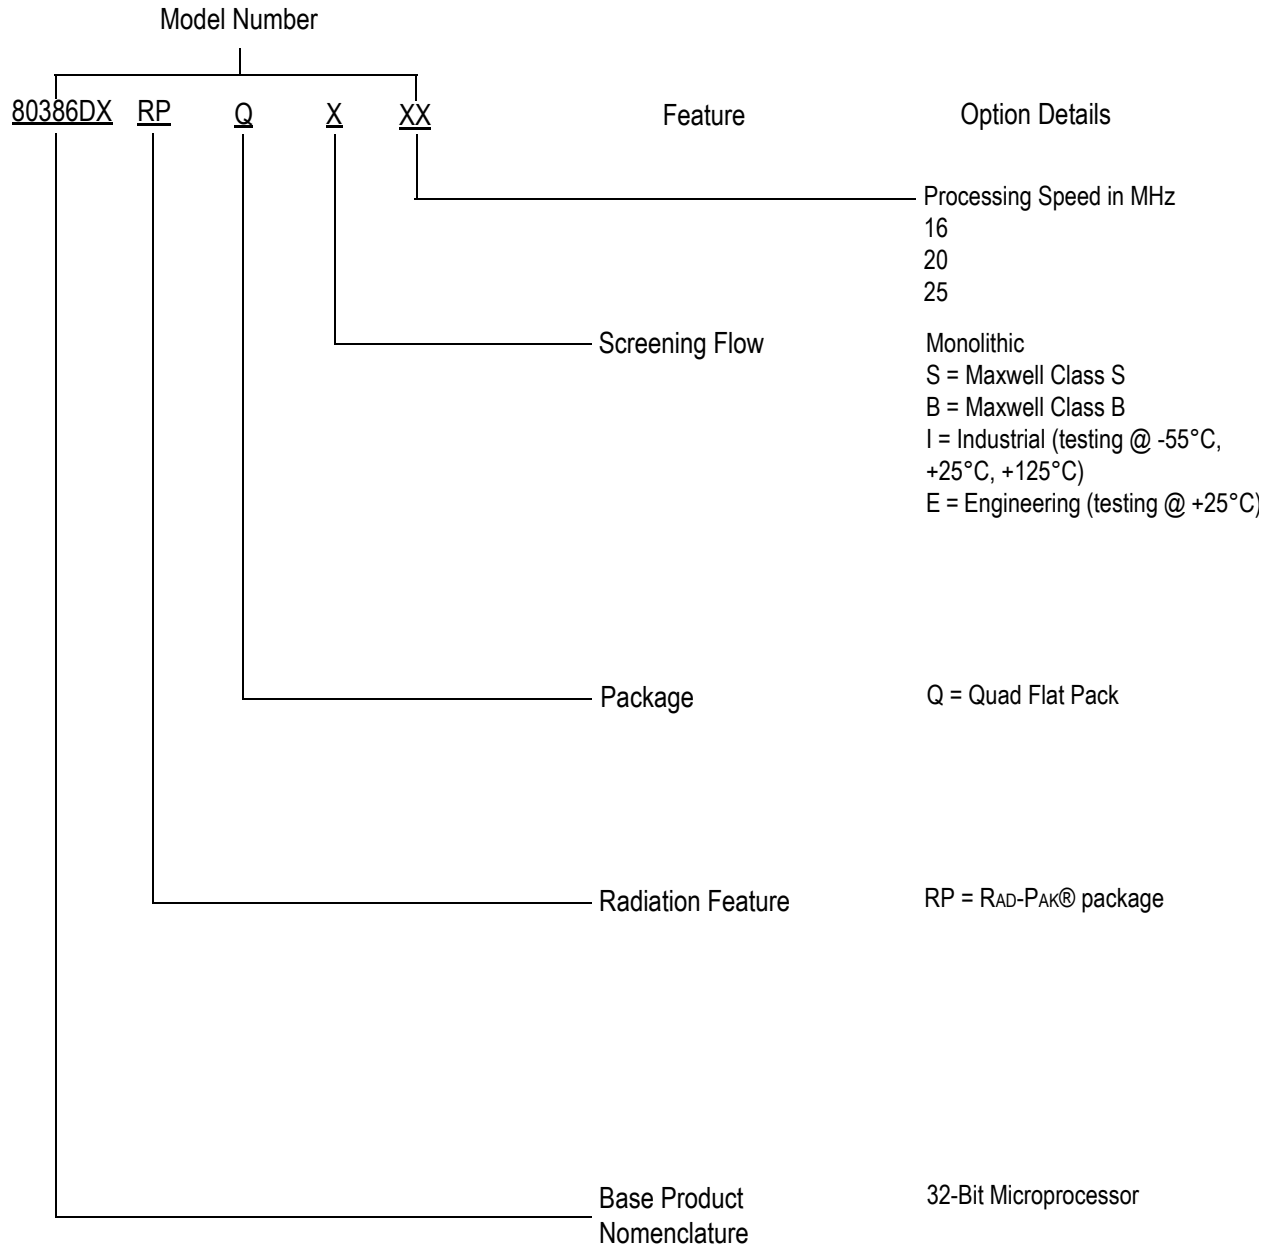 Model Number
80386DX RP Q X XX Feature Option Details
Processing Speed in MHz
16
20
25
Screening Flow Monolithic
S = Maxwell Class S
B = Maxwell Class B
I = Industrial (testing @ -55°C,
+25°C, +125°C)
E = Engineering (testing @ +25°C)
Package Q = Quad Flat Pack
Radiation Feature RP = RAD-PAK® package
Base Product 32-Bit Microprocessor
Nomenclature